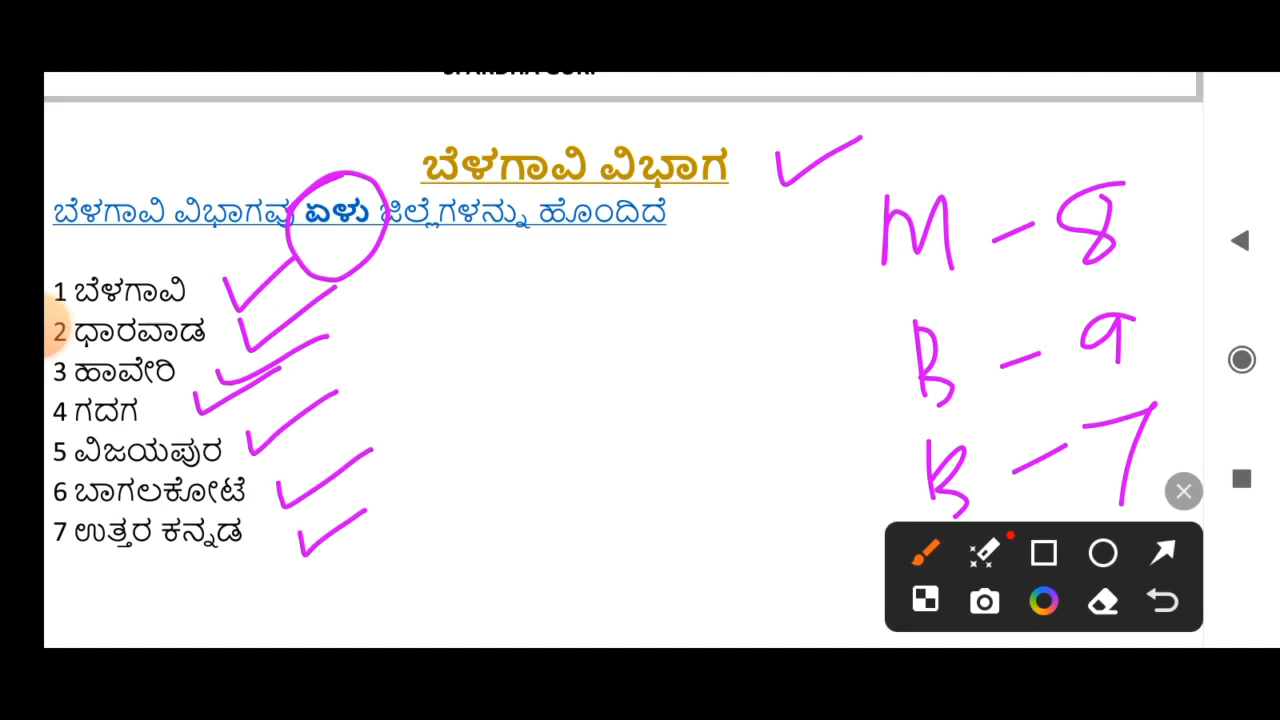 ಬೆಳಗಾವಿ ವಿಭಾಗ
ಬೆಳಗಾವಿ ವಿಭಾಗವು ಏಳು ಜಿಲ್ಲೆಗಳನ್ನು ಹೊಂದಿದೆ
1 ಬೆಳಗಾವಿ
2 ಧಾರವಾಡ
3 ಹಾವೇರಿ
4 ಗದಗ
5 ವಿಜಯಪುರ
6 ಬಾಗಲಕೋಟೆ
7 ಉತ್ತರ ಕನ್ನಡ
M - 8
B - 9
B - 7